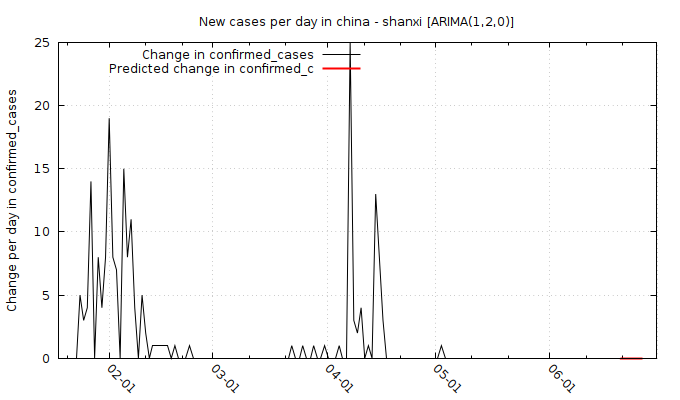 New cases per day in china - shanxi [ARIMA(1,2,0)]
Change in confirmed_cases
Predicted change in confirmed_c
Change per day in confirmed_cases
25
20
15
10
5
0
02-01
03-01
04-01
05-01
06-01